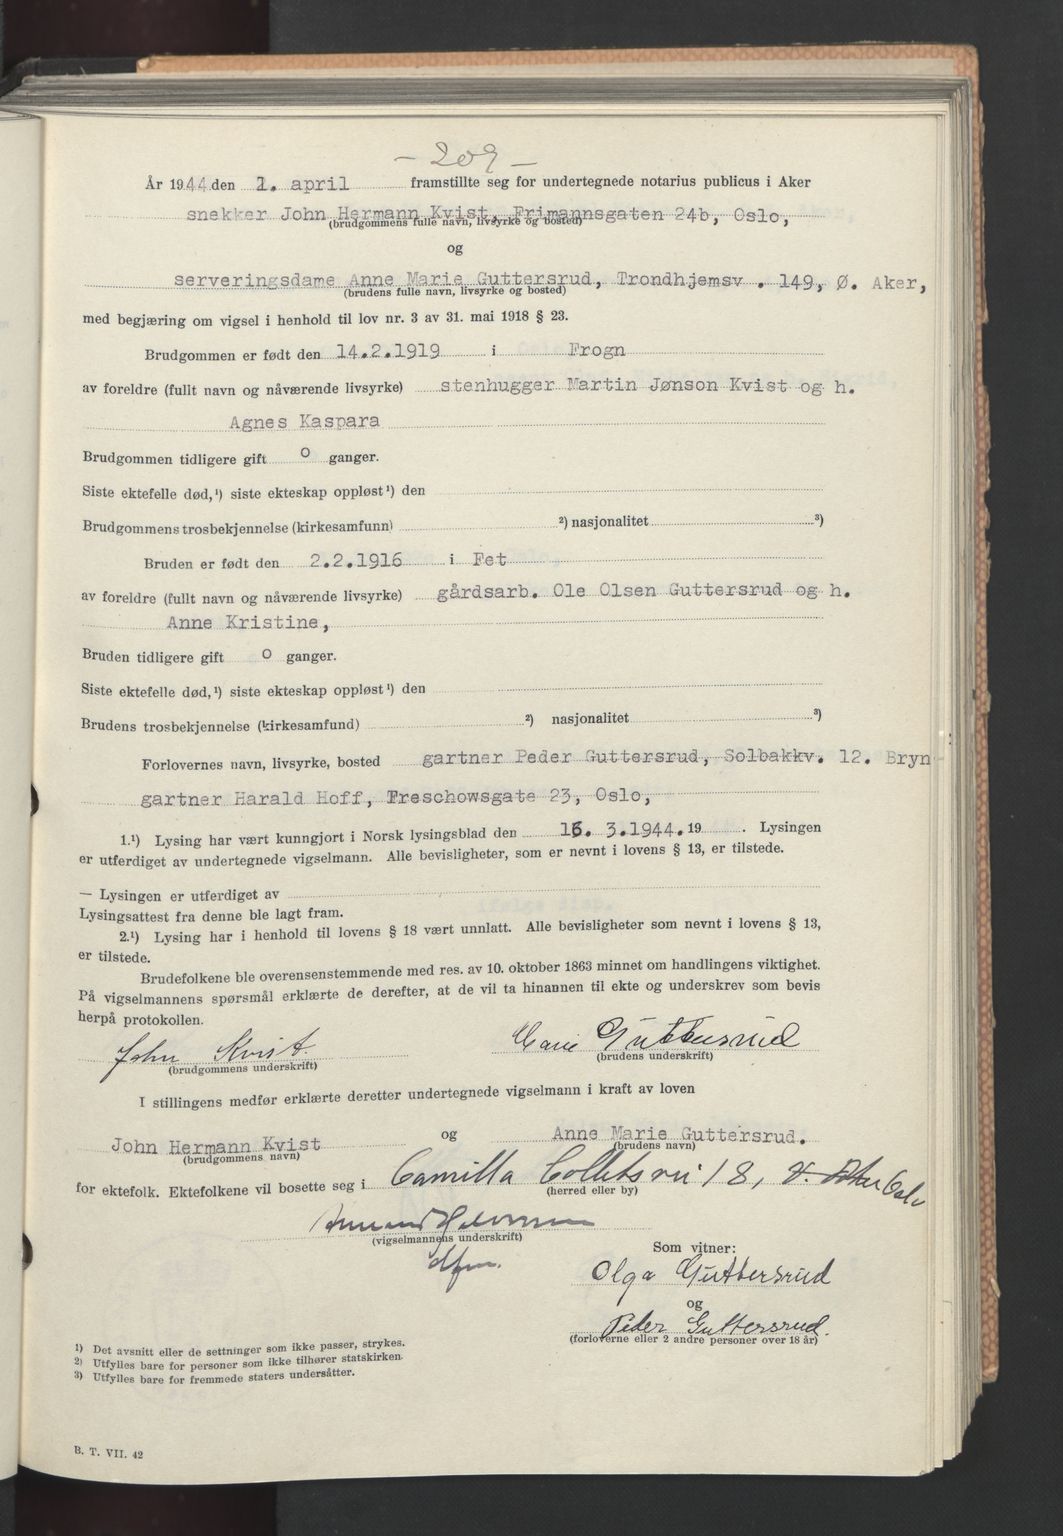 - 209 -
År 1944 den 1. april framstillte seg for undertegnede notarius publicus i Aker
snekker John Hermann Kvist, Frimannsgaten 24b, Oslo,
(brudgommens fulle navn, livsyrke og bosted)
og
serveringsdame Anne Marie Guttersrud, Trondhjemsv . 149, Ø. Aker,
(brudens fulle navn, livsyrke og bosted)
med begjæring om vigsel i henhold til lov nr. 3 av 31. mai 1918 § 23.
Brudgommen er født den 14.2.1919 i Frogn
av foreldre (fullt navn og nåværende livsyrke) stenhugger Martin Jønson Kvist og h.
Agnes Kaspara
Brudgommen tidligere gift 0 ganger.
Siste ektefelle død,¹) siste ekteskap oppløst¹) den
Brudgommens trosbekjennelse (kirkesamfunn) ²) nasjonalitet ³)
Bruden er født den 2.2.1916 i Fet
av foreldre (fullt navn og nåværende livsyrke) gårdsarb. Ole Olsen Guttersrud og h.
Anne Kristine,
Bruden tidligere gift 0 ganger.
Siste ektefelle død,¹) siste ekteskap oppløst¹) den
Brudens trosbekjennelse (kirkesamfund) ²) nasjonalitet ³)
Forlovernes navn, livsyrke, bosted gartner Peder Guttersrud, Solbakkv. 12. Bryn
gartner Harald Hoff, Treschowsgate 23, Oslo,
1.¹) Lysing har vært kunngjort i Norsk lysingsblad den 16. 3.1944. 19 . Lysingen
er utferdiget av undertegnede vigselmann. Alle bevisligheter, som er nevnt i lovens § 13, er tilstede.
— Lysingen er utferdiget av
Lysingsattest fra denne ble lagt fram.
2.¹) Lysing har i henhold til lovens § 18 vært unnlatt. Alle bevisligheter som nevnt i lovens § 13,
er tilstede.
Brudefolkene ble overensenstemmende med res. av 10. oktober 1863 minnet om handlingens viktighet.
På vigselmannens spørsmål erklærte de derefter, at de vil ta hinannen til ekte og underskrev som bevis
herpå protokollen.
John Kvist. Marie Guttersrud
(brudgommens underskrift) (brudens underskrift)
I stillingens medfør erklærte deretter undertegnede vigselmann i kraft av loven
John Hermann Kvist og Anne Marie Guttersrud.
(brudgommens navn) (brudens navn)
for ektefolk. Ektefolkene vil bosette seg i Camilla Colletsvei 18, Oslo
(herred eller by)
(vigselmannens underskrift)
Som vitner:
Olga Guttersrud
og
Peder Guttersrud.
(forloverne eller 2 andre personer over 18 år)
1) Det avsnitt eller de settninger som ikke passer, strykes.
2) Utfylles bare for personer som ikke tilhører statskirken.
3) Utfylles bare for fremmede staters undersåtter.
B. T. VII. 42